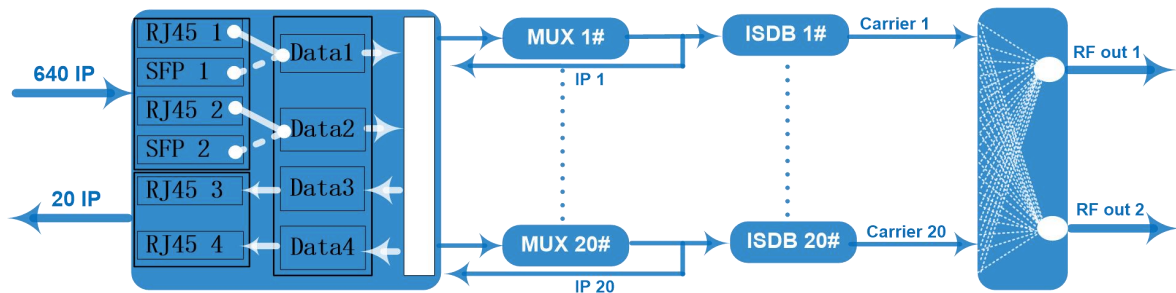 640 IP
20 IP
RJ45 1
SFP 1
RJ45 2
SFP 2
RJ45 3
RJ45 4
Data1
Data2
Data3
Data4
MUX 1#
IP 1
MUX 20#
IP 20
ISDB 1#
ISDB 20#
Carrier 1
Carrier 20
RF out 1
RF out 2